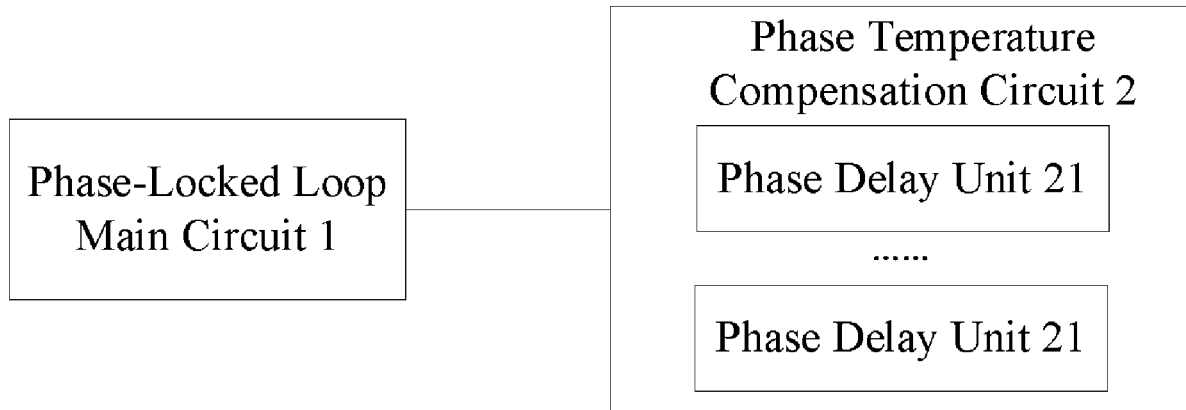 Phase Temperature
Compensation Circuit 2
Phase-Locked Loop
Main Circuit 1
Phase Delay Unit 21
......
Phase Delay Unit 21